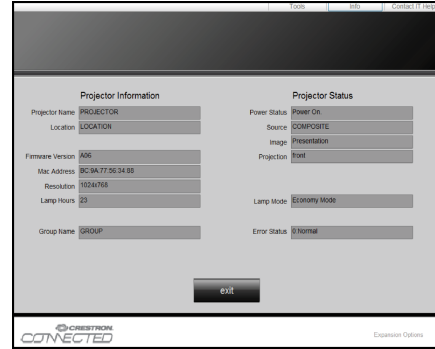 Tools Info Contact IT Help
Projector Information
Projector Name PROJECTOR
Location LOCATION
Firmware Version A06
Mac Address BC:9A:77:56:34:88
Resolution 1024x768
Lamp Hours 23
Group Name GROUP
Projector Status
Power Status Power On
Source COMPOSITE
Image Presentation
Projection front
Lamp Mode Economy Mode
Error Status 0.Normal
exit
CRESTRON
CONNECTED
Expansion Options